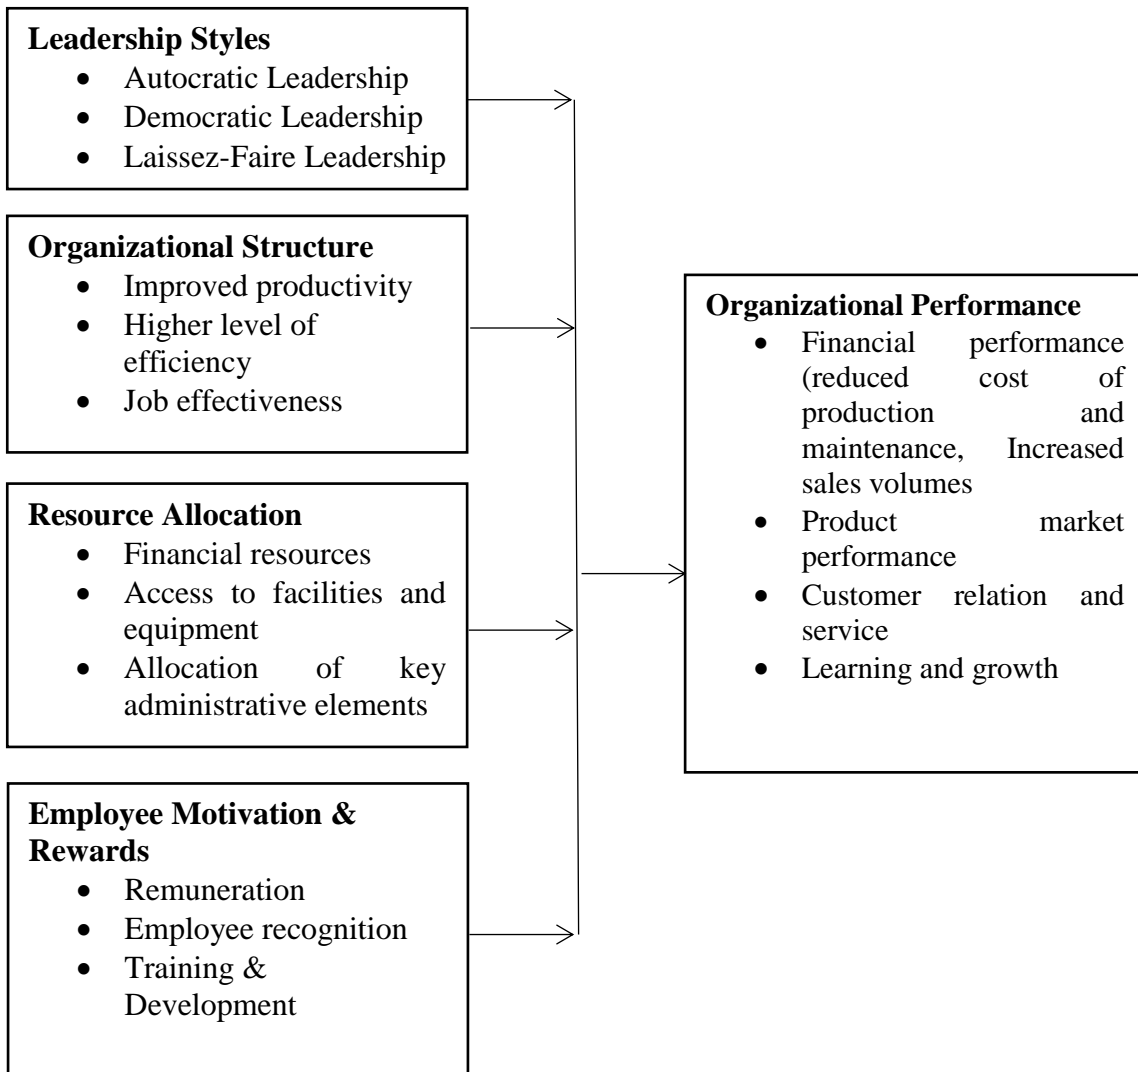 Leadership Styles
• Autocratic Leadership
• Democratic Leadership
• Laissez-Faire Leadership
Organizational Structure
• Improved productivity
• Higher level of
efficiency
• Job effectiveness
Resource Allocation
• Financial resources
• Access to facilities and
equipment
• Allocation of key
administrative elements
Employee Motivation &
Rewards
• Remuneration
• Employee recognition
• Training &
Development
Organizational Performance
• Financial performance
(reduced cost of
production and
maintenance, Increased
sales volumes
• Product market
performance
• Customer relation and
service
• Learning and growth